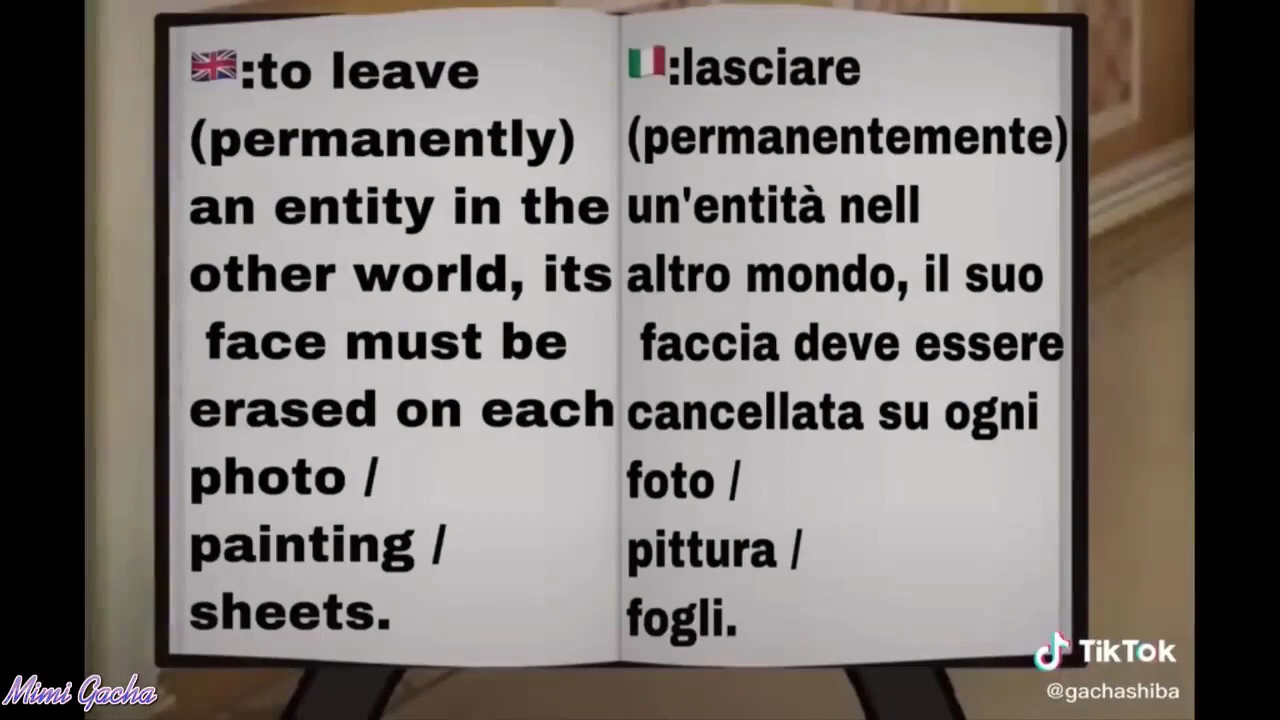 🇬🇧:to leave
(permanently)
an entity in the
other world, its
face must be
erased on each
photo /
painting /
sheets.
🇮🇹:lasciare
(permanentemente)
un'entità nell
altro mondo, il suo
faccia deve essere
cancellata su ogni
foto /
pittura /
fogli.
TikTok
@gachashiba
Mimi Gacha